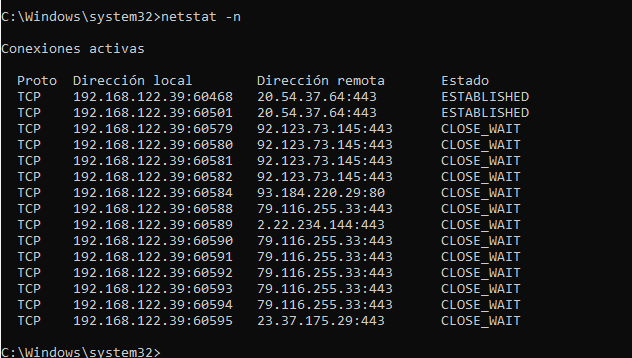 C:\Windows\system32>netstat -n
Conexiones activas
Proto  Dirección local        Dirección remota       Estado
TCP    192.168.122.39:60468   20.54.37.64:443        ESTABLISHED
TCP    192.168.122.39:60501   20.54.37.64:443        ESTABLISHED
TCP    192.168.122.39:60579   92.123.73.145:443      CLOSE_WAIT
TCP    192.168.122.39:60580   92.123.73.145:443      CLOSE_WAIT
TCP    192.168.122.39:60581   92.123.73.145:443      CLOSE_WAIT
TCP    192.168.122.39:60582   92.123.73.145:443      CLOSE_WAIT
TCP    192.168.122.39:60584   93.184.220.29:80       CLOSE_WAIT
TCP    192.168.122.39:60588   79.116.255.33:443      CLOSE_WAIT
TCP    192.168.122.39:60589   2.22.234.144:443       CLOSE_WAIT
TCP    192.168.122.39:60590   79.116.255.33:443      CLOSE_WAIT
TCP    192.168.122.39:60591   79.116.255.33:443      CLOSE_WAIT
TCP    192.168.122.39:60592   79.116.255.33:443      CLOSE_WAIT
TCP    192.168.122.39:60593   79.116.255.33:443      CLOSE_WAIT
TCP    192.168.122.39:60594   79.116.255.33:443      CLOSE_WAIT
TCP    192.168.122.39:60595   23.37.175.29:443       CLOSE_WAIT
C:\Windows\system32>